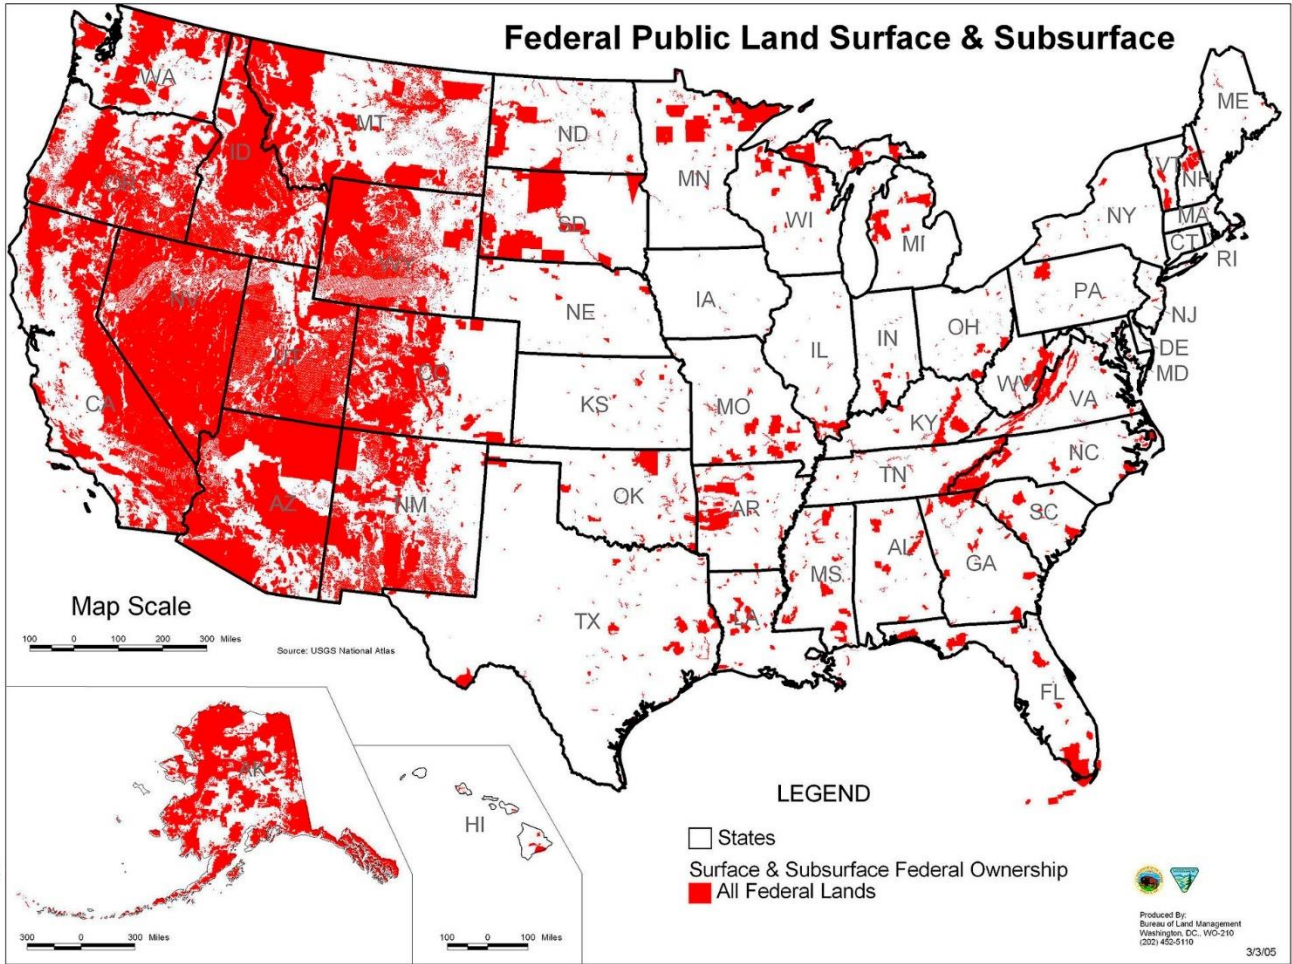 Federal Public Land Surface & Subsurface
WA
MT
ND
MN
ME
ID
OR
SD
WI
MI
VT
NH
NY
MA
CT
RI
WY
NV
NE
IA
PA
NJ
UT
CO
IL
IN
OH
DE
MD
CA
KS
MO
WV
VA
KY
NC
TN
AZ
NM
OK
AR
SC
MS
AL
GA
TX
LA
FL
Map Scale
100 0 100 200 300 Miles
Source: USGS National Atlas
AK
HI
300 0 300 Miles
100 0 100 Miles
LEGEND
States
Surface & Subsurface Federal Ownership
All Federal Lands
Produced By:
Bureau of Land Management
Washington, DC., WO-210
(202) 452-5110
3/3/05